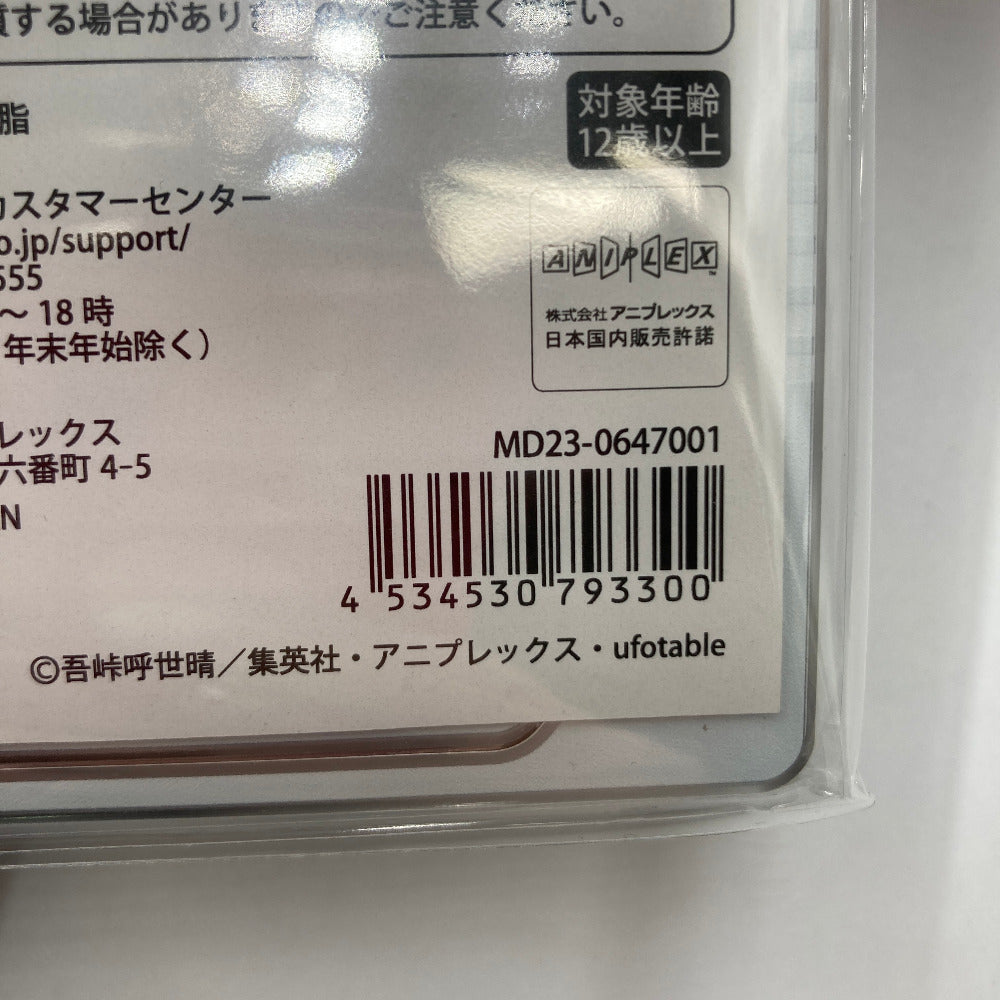 する場合がありますのでご注意ください。
脂
対象年齢
12歳以上
カスタマーセンター
o.jp/support/
555
～18時
年末年始除く）
ANIPLEX
株式会社アニプレックス
日本国内販売許諾
レックス
六番町 4-5
N
MD23-0647001
4 534530 793300
©吾峠呼世晴／集英社・アニプレックス・ufotable